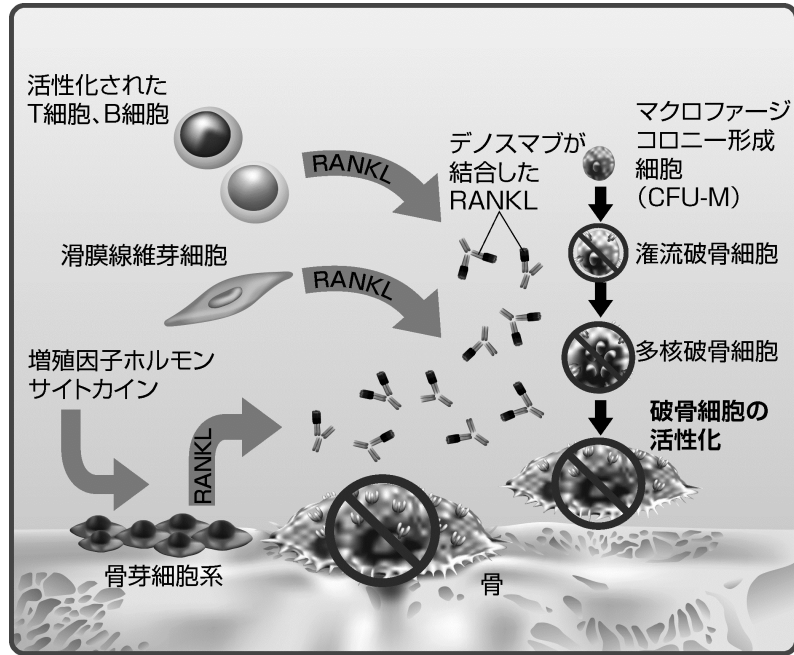 活性化された
T細胞、B細胞
RANKL
デノスマブが
結合した
RANKL
マクロファージ
コロニー形成
細胞
(CFU-M)
滑膜線維芽細胞
RANKL
潅流破骨細胞
多核破骨細胞
増殖因子ホルモン
サイトカイン
RANKL
破骨細胞の
活性化
骨芽細胞系
骨